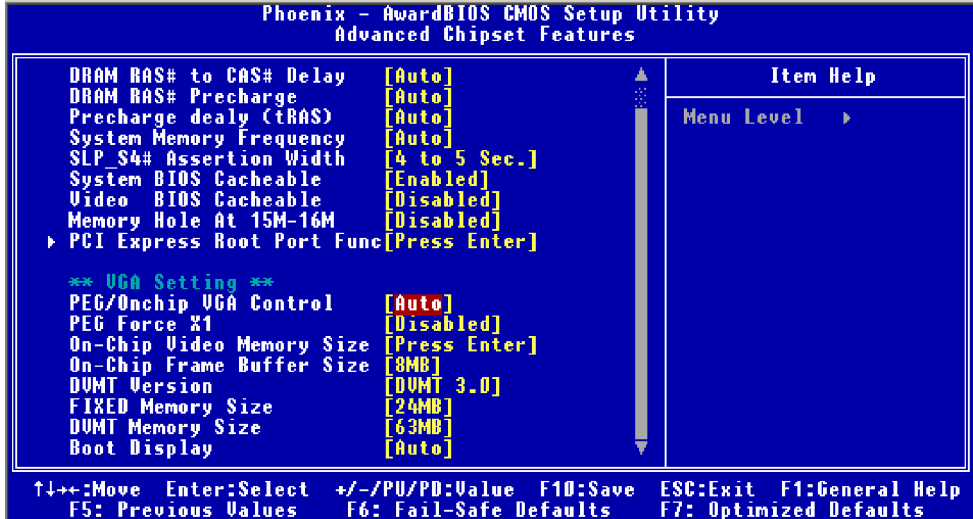 Phoenix - AwardBIOS CMOS Setup Utility
Advanced Chipset Features
DRAM RAS# to CAS# Delay [Auto]
DRAM RAS# Precharge [Auto]
Precharge dealy (tRAS) [Auto]
System Memory Frequency [Auto]
SLP_S4# Assertion Width [4 to 5 Sec.]
System BIOS Cacheable [Enabled]
Video BIOS Cacheable [Disabled]
Memory Hole At 15M-16M [Disabled]
PCI Express Root Port Func[Press Enter]
** VGA Setting **
PEG/Onchip VGA Control [Auto]
PEG Force X1 [Disabled]
On-Chip Video Memory Size [Press Enter]
On-Chip Frame Buffer Size [8MB]
DVMT Version [DVMT 3.0]
FIXED Memory Size [24MB]
DVMT Memory Size [63MB]
Boot Display [Auto]
Item Help
Menu Level ▸
↑↓→←:Move Enter:Select +/-/PU/PD:Value F10:Save ESC:Exit F1:General Help
F5: Previous Values F6: Fail-Safe Defaults F7: Optimized Defaults